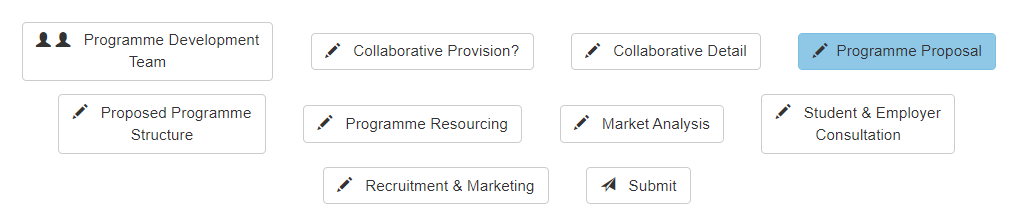 Programme Development
Team
Collaborative Provision?
Collaborative Detail
Programme Proposal
Proposed Programme
Structure
Programme Resourcing
Market Analysis
Student & Employer
Consultation
Recruitment & Marketing
Submit